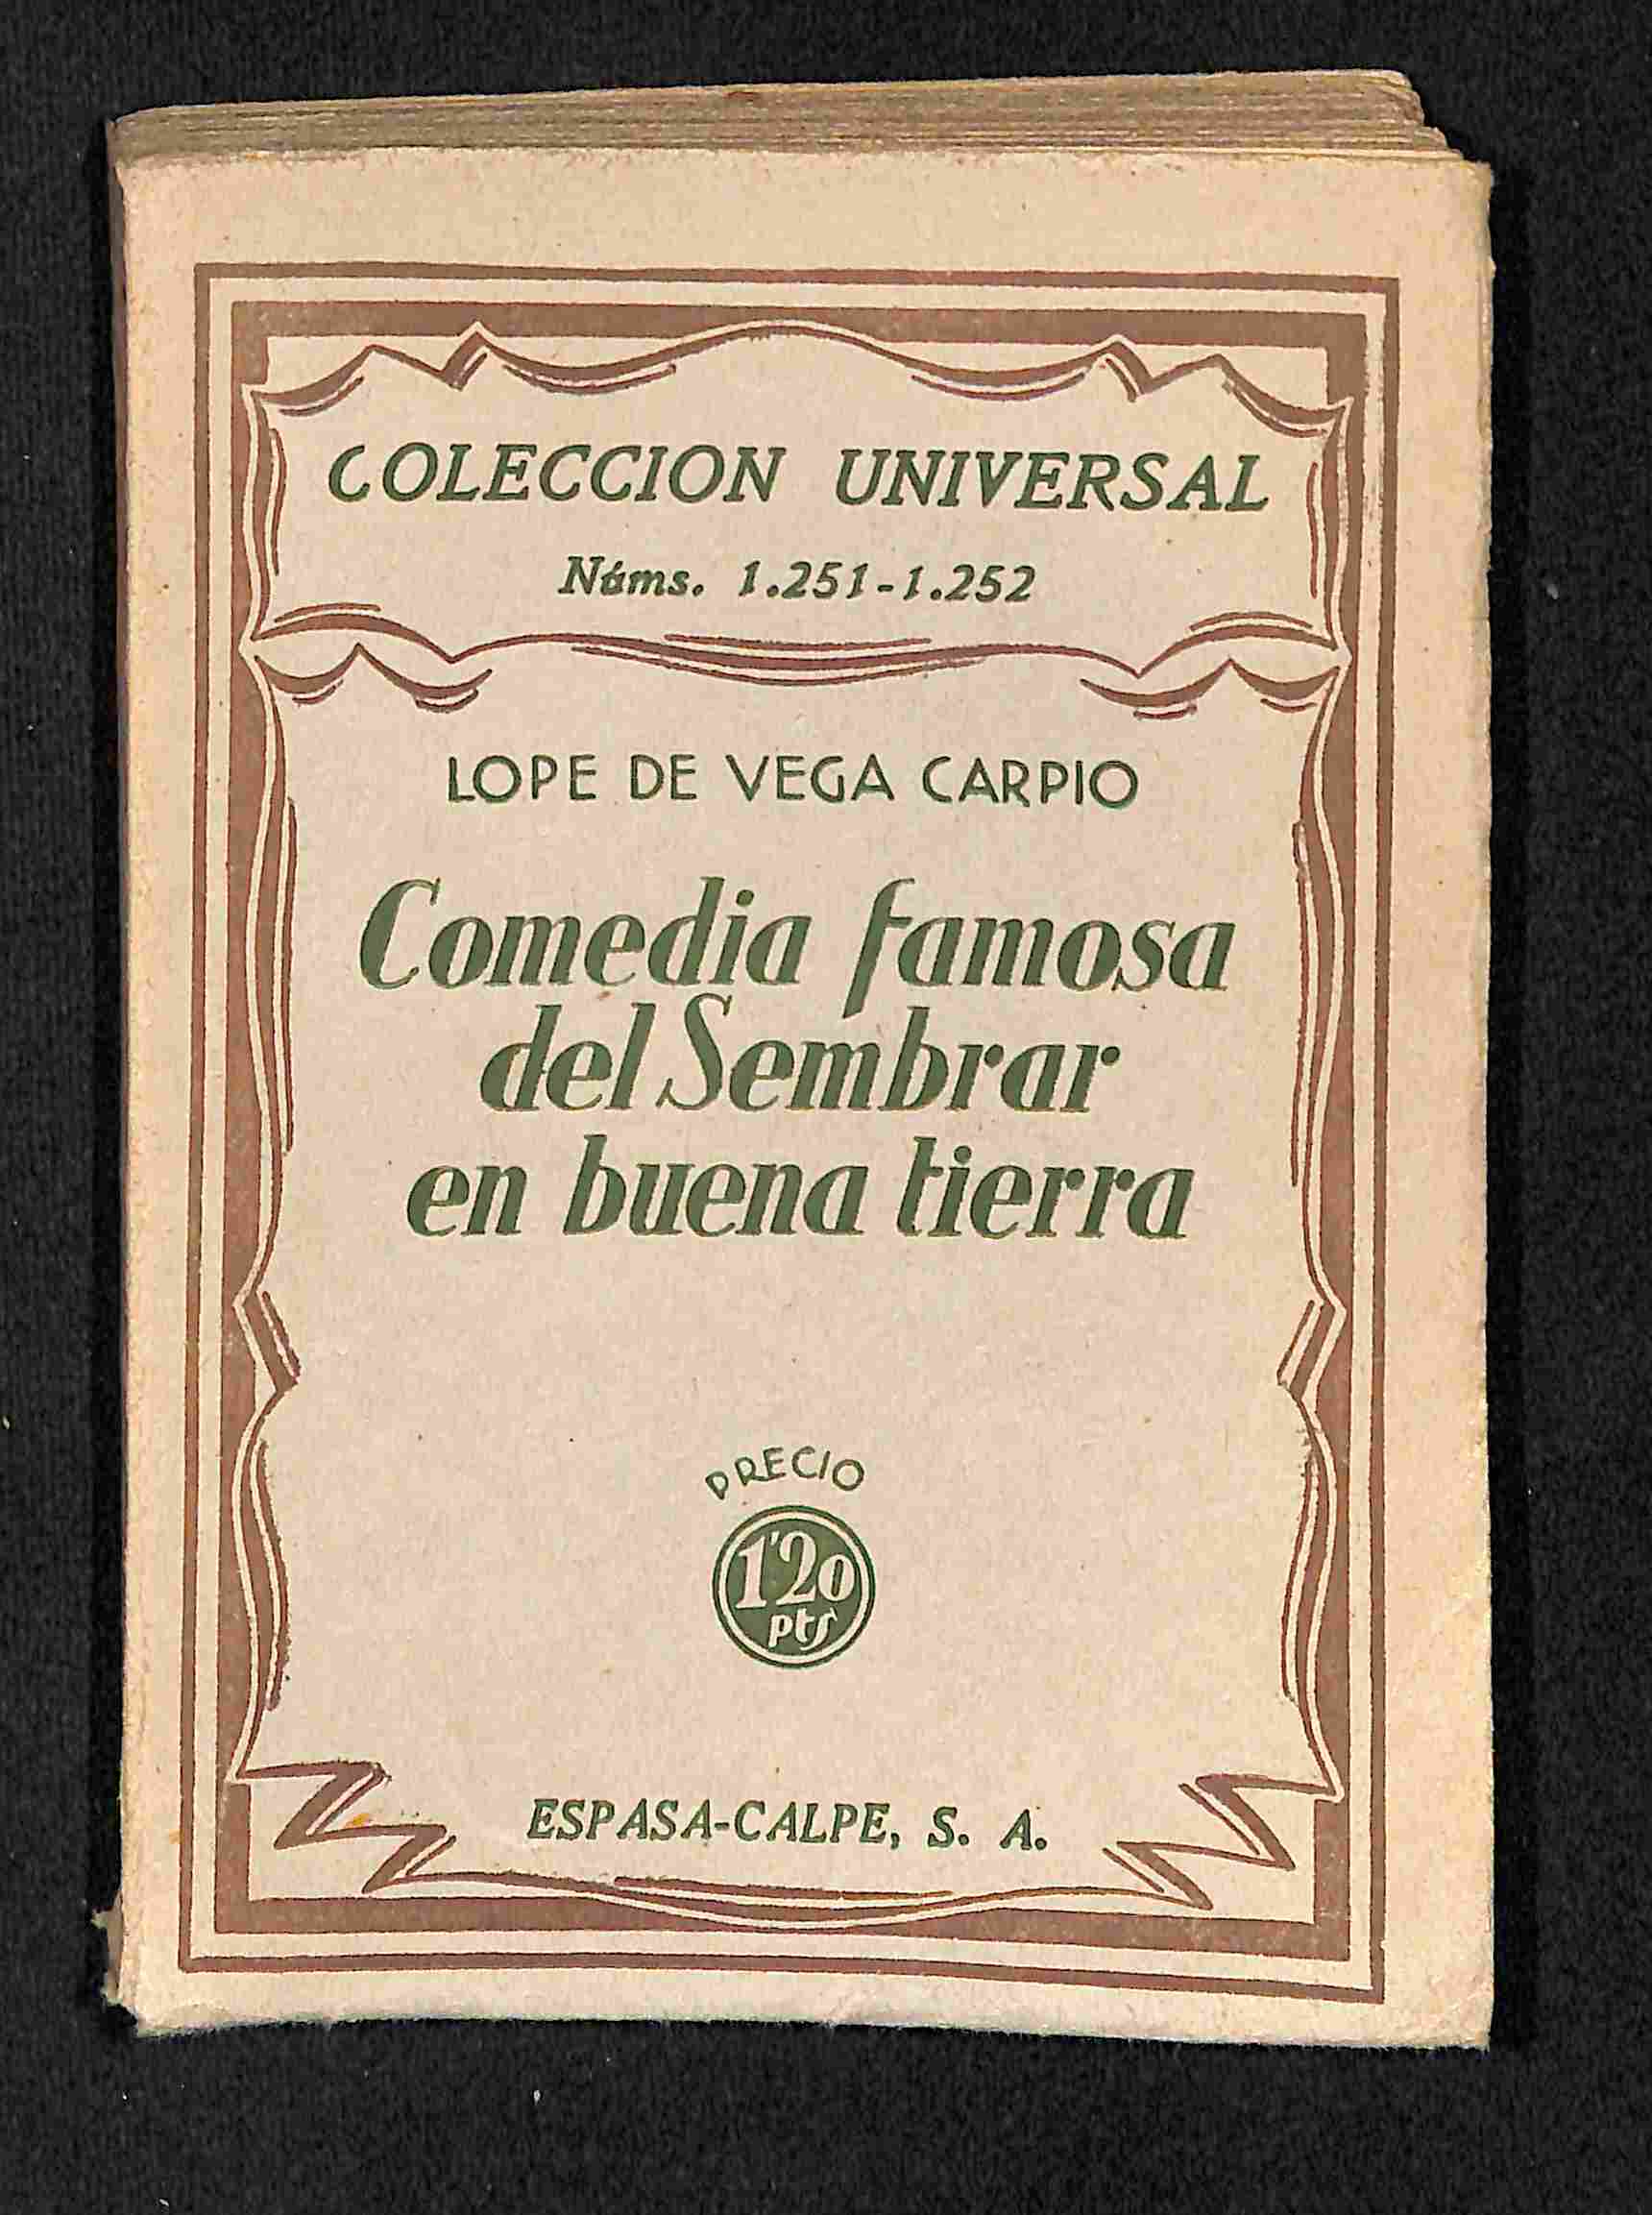 COLECCION UNIVERSAL
Núms. 1.251-1.252
LOPE DE VEGA CARPIO
Comedia famosa
del Sembrar
en buena tierra
PRECIO
1'20
pts
ESPASA-CALPE, S. A.